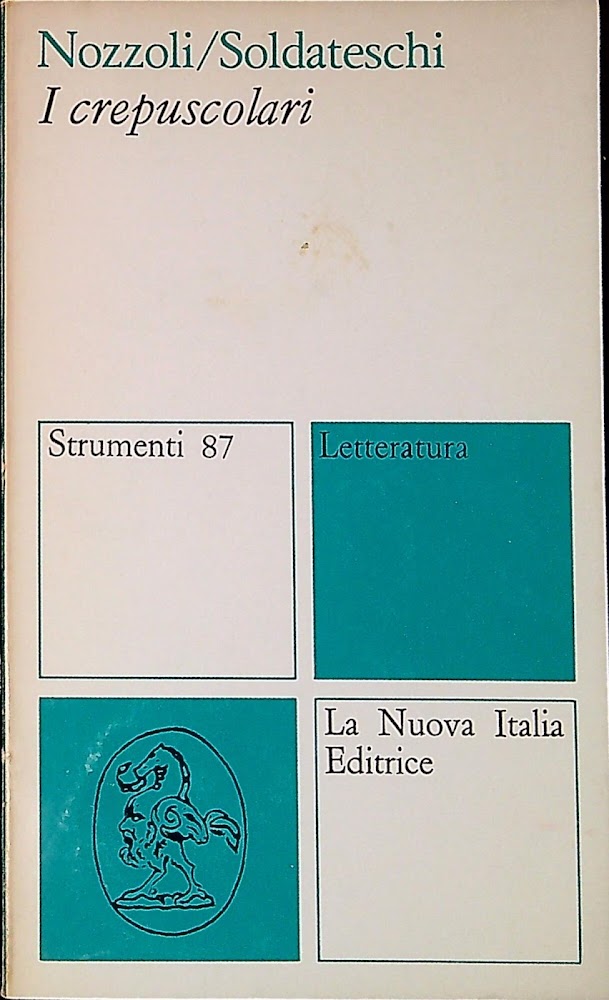 Nozzoli/Soldateschi
I crepuscolari
Strumenti 87
Letteratura
La Nuova Italia
Editrice